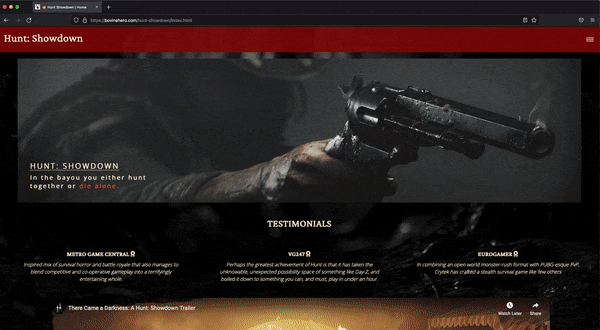 Hunt Showdown | Home
https://bovinehero.com/hunt-showdown/index.html
Hunt: Showdown
HUNT: SHOWDOWN
In the bayou you either hunt
together or die alone.
TESTIMONIALS
METRO GAME CENTRAL
Inspired mix of survival horror and battle royale that also manages to
blend competitive and co-operative gameplay into a terrifyingly
entertaining whole.
VG247
Perhaps the greatest achievement of Hunt is that it has taken the
unknowable, unexpected possibility space of something like Day-Z, and
boiled it down to something you can, and must, play in under an hour.
EUROGAMER
In combining an open world monster-rush format with PUBG-esque PvP,
Crytek has crafted a stealth survival game like few others
There Came a Darkness: A Hunt: Showdown Trailer
Watch Later
Share